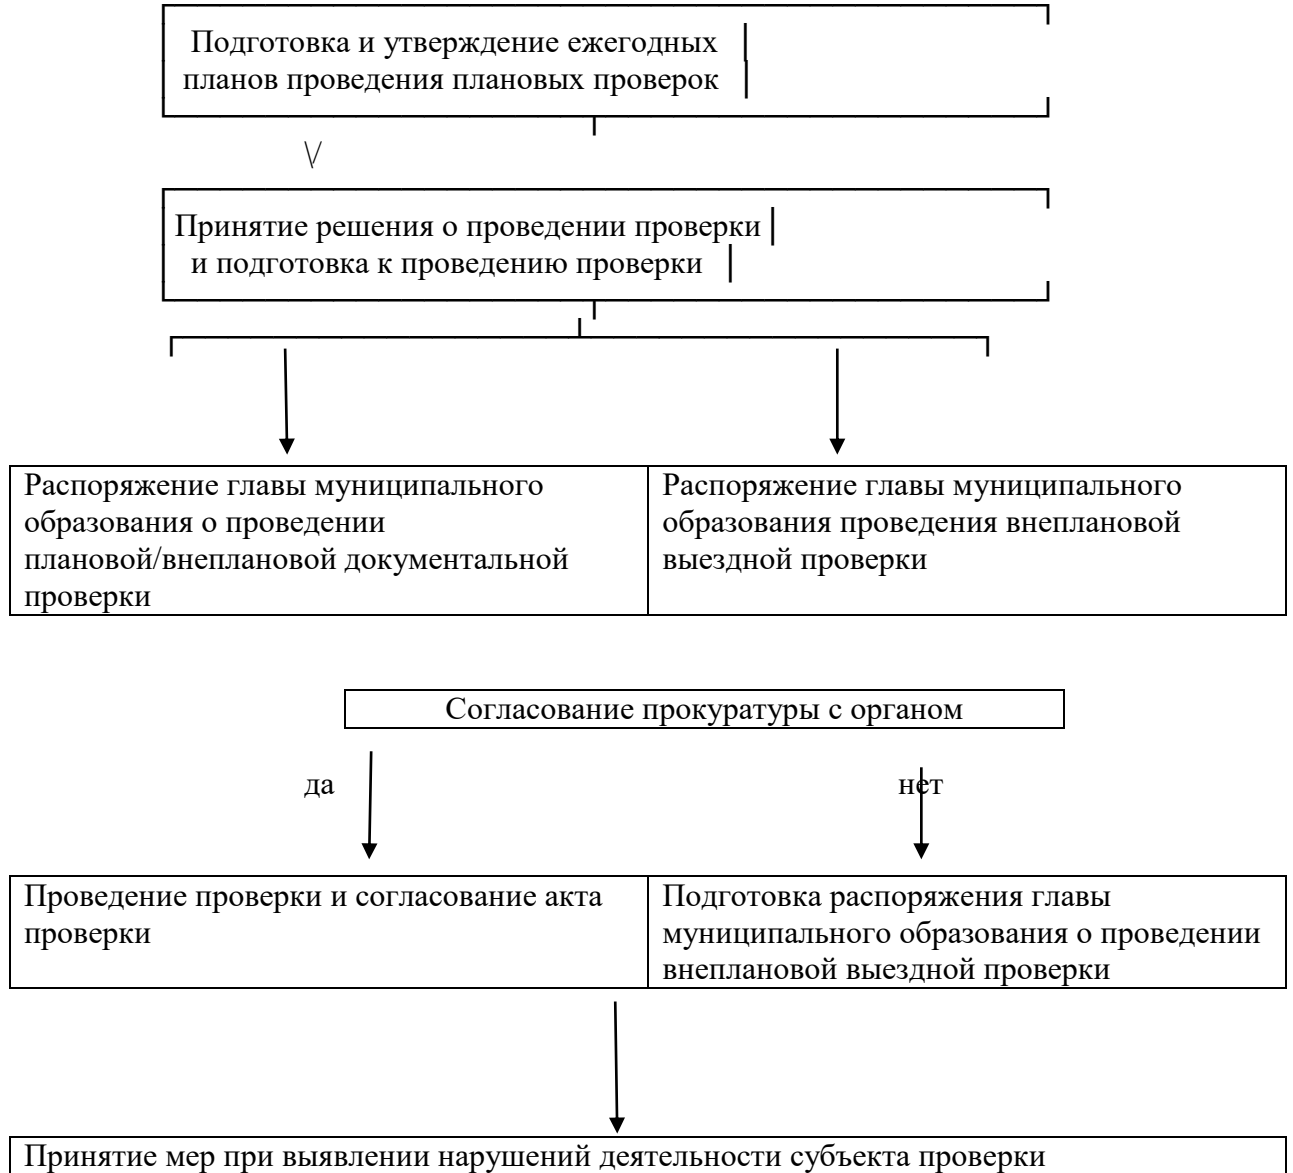 Подготовка и утверждение ежегодных
планов проведения плановых проверок
\/
Принятие решения о проведении проверки
и подготовка к проведению проверки
Распоряжение главы муниципального
образования о проведении
плановой/внеплановой документальной
проверки
Распоряжение главы муниципального
образования проведения внеплановой
выездной проверки
Согласование прокуратуры с органом
да
нет
Проведение проверки и согласование акта
проверки
Подготовка распоряжения главы
муниципального образования о проведении
внеплановой выездной проверки
Принятие мер при выявлении нарушений деятельности субъекта проверки